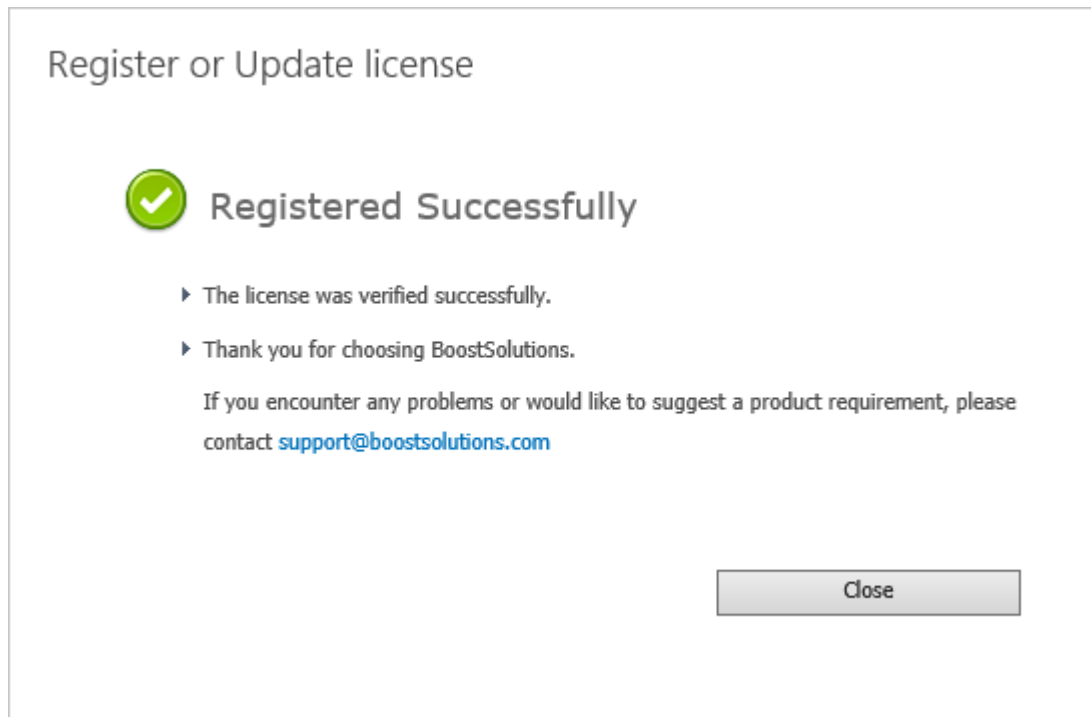 Register or Update license
Registered Successfully
The license was verified successfully.
Thank you for choosing BoostSolutions.
If you encounter any problems or would like to suggest a product requirement, please
contact support@boostsolutions.com
Close